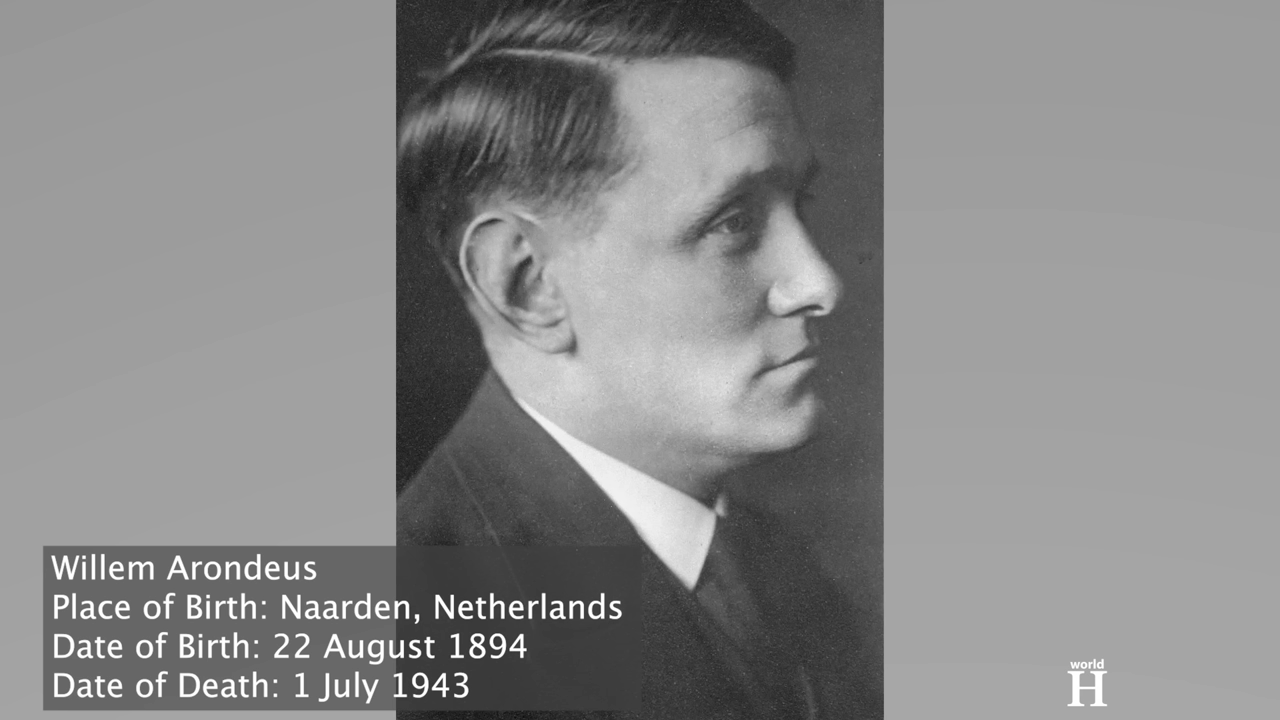 Willem Arondeus
Place of Birth: Naarden, Netherlands
Date of Birth: 22 August 1894
Date of Death: 1 July 1943
world
H